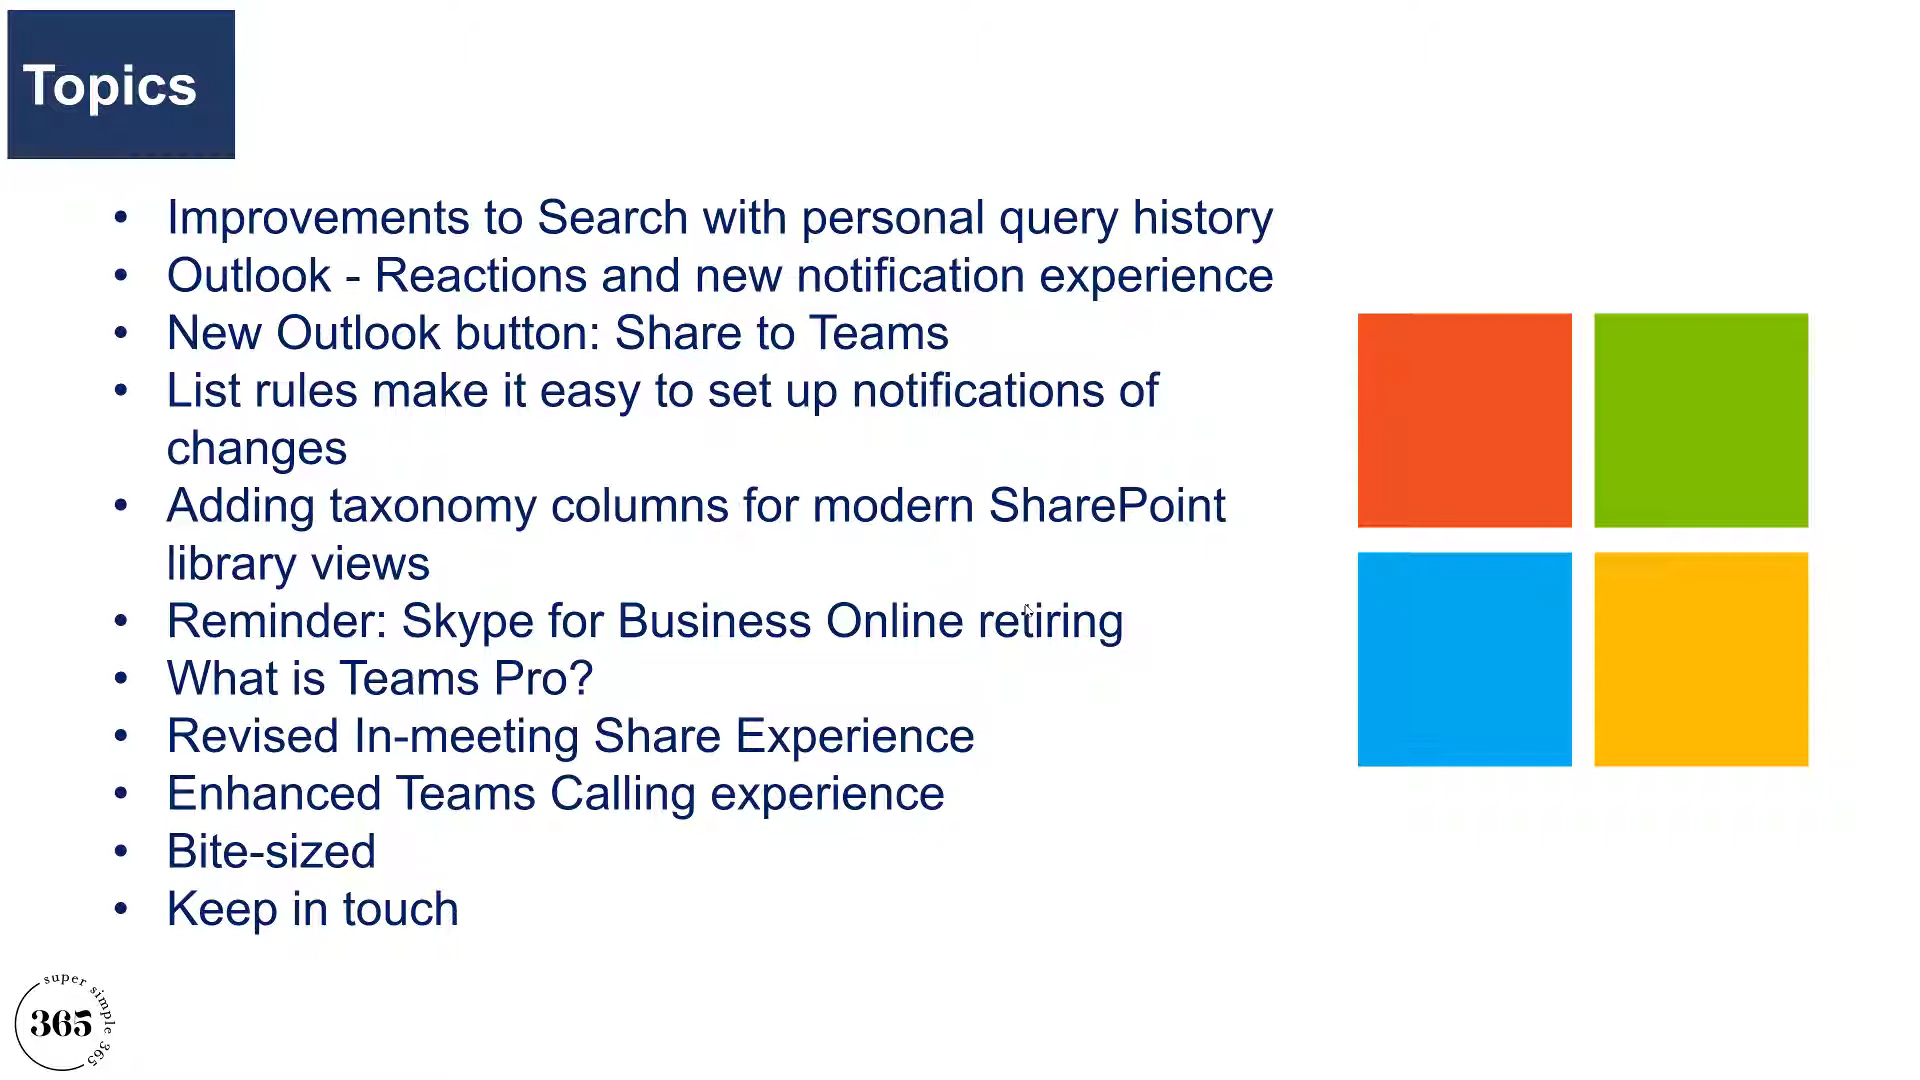 Topics
• Improvements to Search with personal query history
• Outlook - Reactions and new notification experience
• New Outlook button: Share to Teams
• List rules make it easy to set up notifications of
changes
• Adding taxonomy columns for modern SharePoint
library views
• Reminder: Skype for Business Online retiring
• What is Teams Pro?
• Revised In-meeting Share Experience
• Enhanced Teams Calling experience
• Bite-sized
• Keep in touch
super simple 365
365